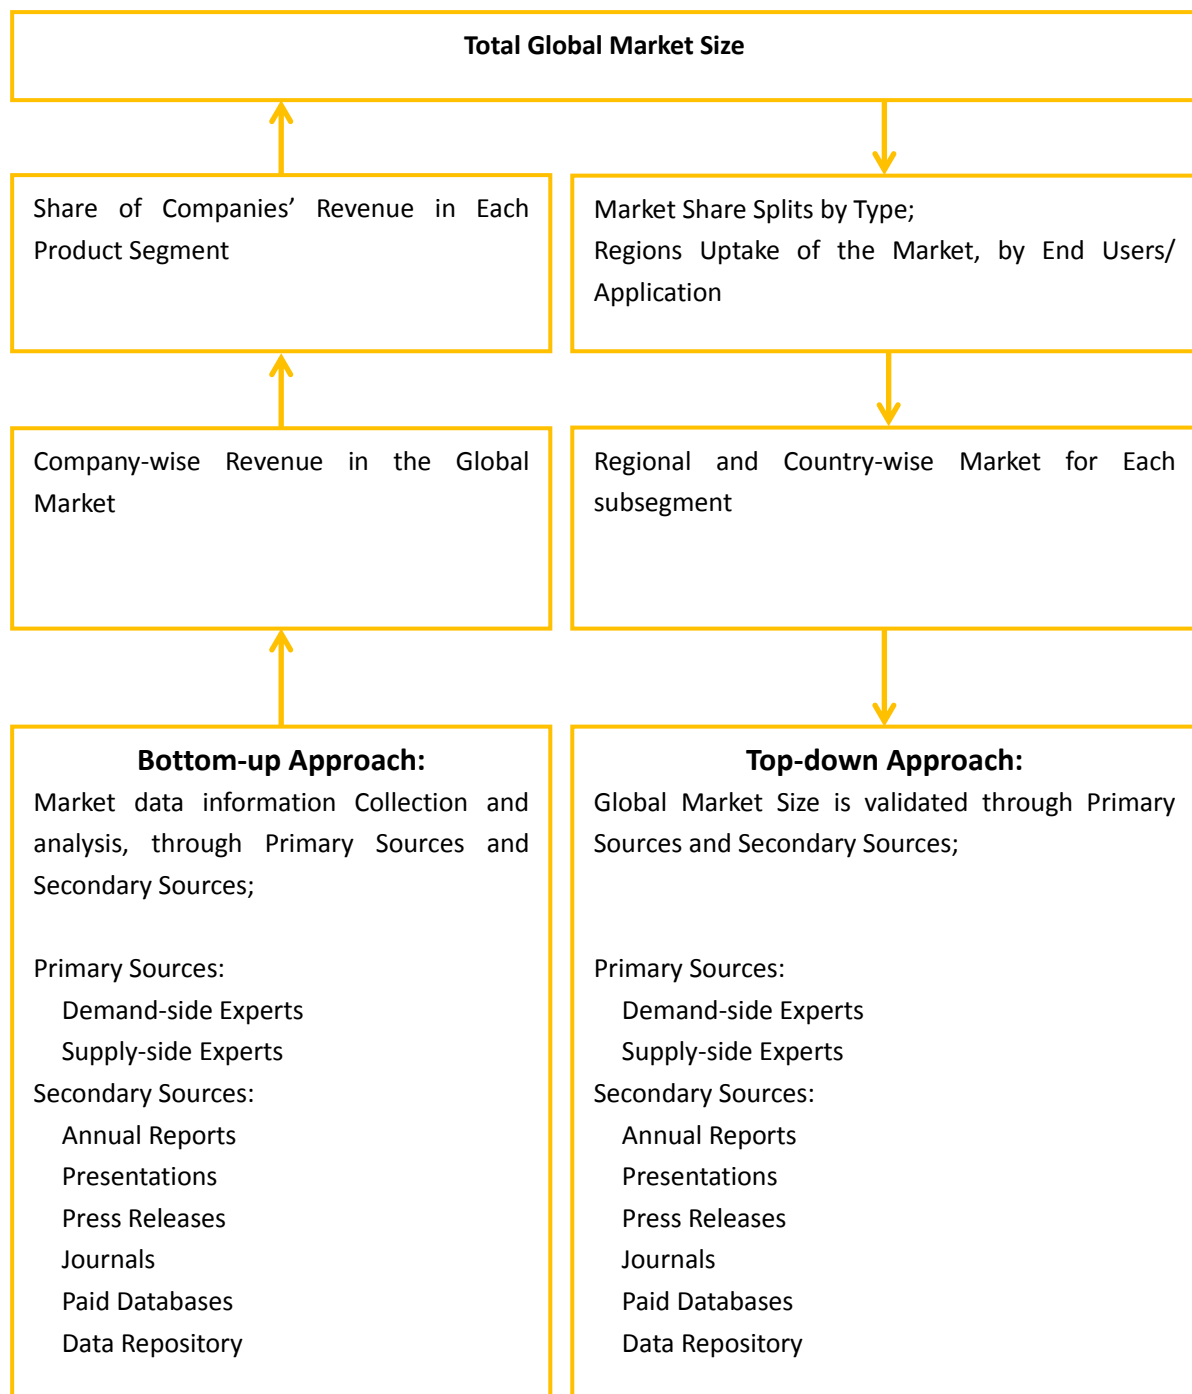 Total Global Market Size
Share of Companies’ Revenue in Each
Product Segment
Market Share Splits by Type;
Regions Uptake of the Market, by End Users/
Application
Company-wise Revenue in the Global
Market
Regional and Country-wise Market for Each
subsegment
Bottom-up Approach:
Market data information Collection and
analysis, through Primary Sources and
Secondary Sources;
Primary Sources:
Demand-side Experts
Supply-side Experts
Secondary Sources:
Annual Reports
Presentations
Press Releases
Journals
Paid Databases
Data Repository
Top-down Approach:
Global Market Size is validated through Primary
Sources and Secondary Sources;
Primary Sources:
Demand-side Experts
Supply-side Experts
Secondary Sources:
Annual Reports
Presentations
Press Releases
Journals
Paid Databases
Data Repository